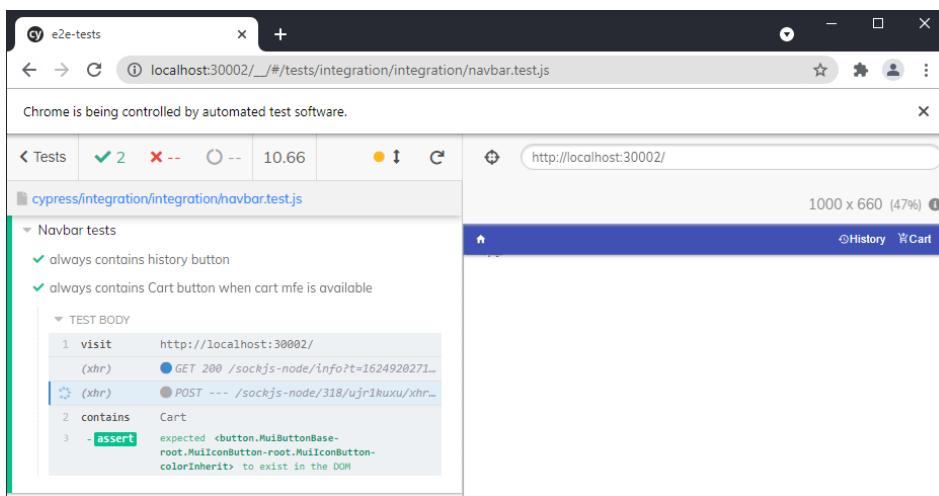 e2e-tests
localhost:30002/__/#/tests/integration/integration/navbar.test.js
Chrome is being controlled by automated test software.
Tests 2 -- -- 10.66
http://localhost:30002/
cypress/integration/integration/navbar.test.js
1000 x 660 (47%)
Navbar tests
History Cart
always contains history button
always contains Cart button when cart mfe is available
TEST BODY
1 visit http://localhost:30002/
(xhr) GET 200 /sockjs-node/info?t=1624920271…
(xhr) POST --- /sockjs-node/318/ujr1kuxu/xhr…
2 contains Cart
3 - assert expected <button.MuiButtonBase-
root.MuiIconButton-root.MuiIconButton-
colorInherit> to exist in the DOM